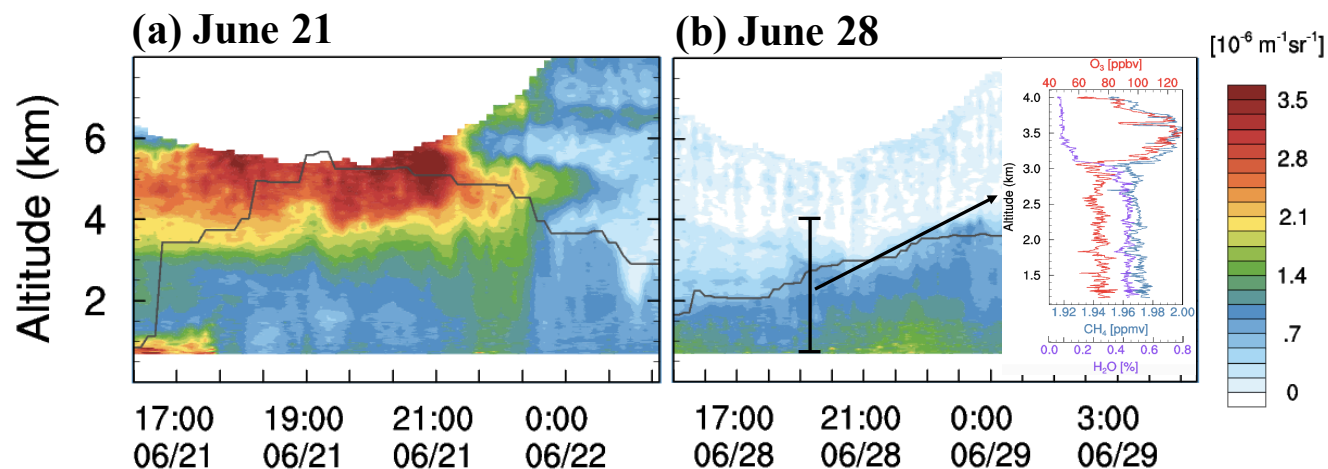 (a) June 21
(b) June 28
[10⁻⁶ m⁻¹sr⁻¹]
Altitude (km)
6
4
2
17:00 19:00 21:00 0:00
06/21 06/21 06/21 06/22
17:00 21:00 0:00 3:00
06/28 06/28 06/29 06/29
O₃ [ppbv]
40 60 80 100 120
Altitude (km)
4.0
3.5
3.0
2.5
2.0
1.5
1.92 1.94 1.96 1.98 2.00
CH₄ [ppmv]
0.0 0.2 0.4 0.6 0.8
H₂O [%]
3.5
2.8
2.1
1.4
.7
0